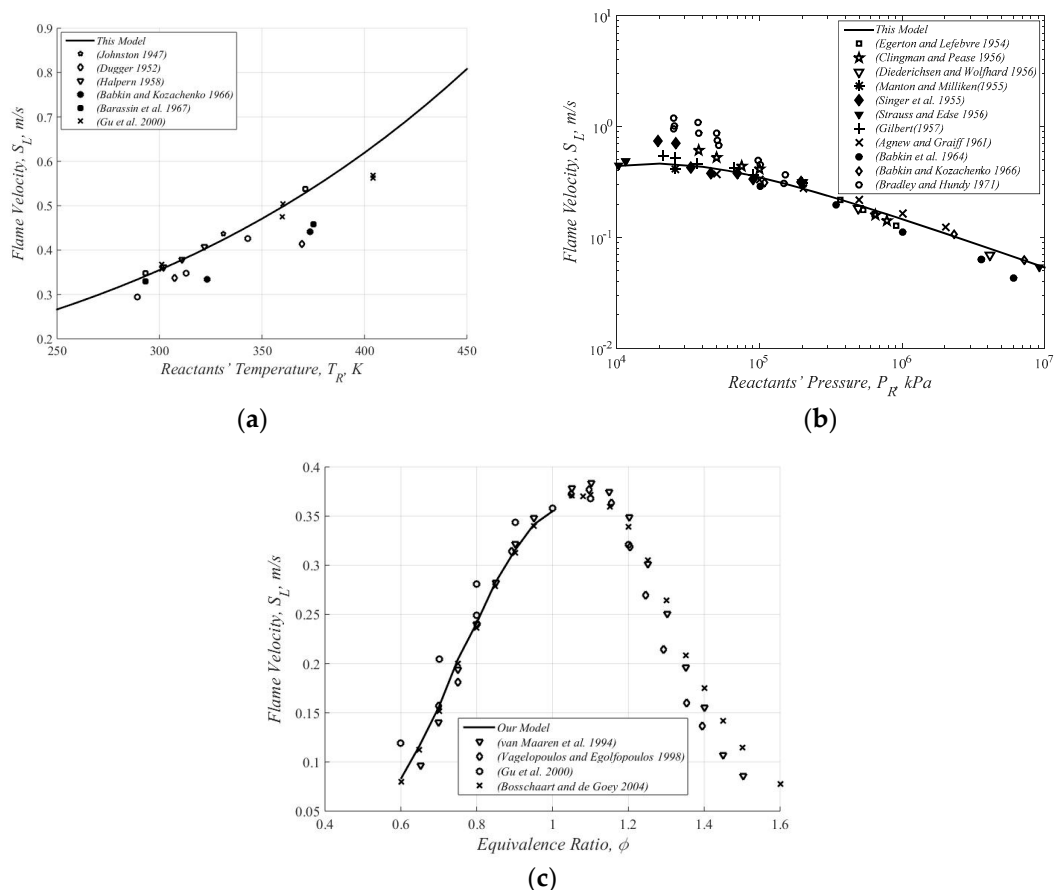 (a)
Flame Velocity, S_L, m/s
0.9
0.8
0.7
0.6
0.5
0.4
0.3
0.2
This Model
(Johnston 1947)
(Dugger 1952)
(Halpern 1958)
(Babkin and Kozachenko 1966)
(Barassin et al. 1967)
(Gu et al. 2000)
250 300 350 400 450
Reactants' Temperature, T_R, K
Flame Velocity, S_L, m/s
10^1
10^0
10^-1
10^-2
This Model
(Egerton and Lefebvre 1954)
(Clingman and Pease 1956)
(Diederichsen and Wolfhard 1956)
(Manton and Milliken(1955)
(Singer et al. 1955)
(Strauss and Edse 1956)
(Gilbert(1957)
(Agnew and Graiff 1961)
(Babkin et al. 1964)
(Babkin and Kozachenko 1966)
(Bradley and Hundy 1971)
10^4 10^5 10^6 10^7
Reactants' Pressure, P_R, kPa
(a)
(b)
Flame Velocity, S_L, m/s
0.4
0.35
0.3
0.25
0.2
0.15
0.1
0.05
Our Model
(van Maaren et al. 1994)
(Vagelopoulos and Egolfopoulos 1998)
(Gu et al. 2000)
(Bosschaart and de Goey 2004)
0.4 0.6 0.8 1 1.2 1.4 1.6
Equivalence Ratio, ϕ
(c)